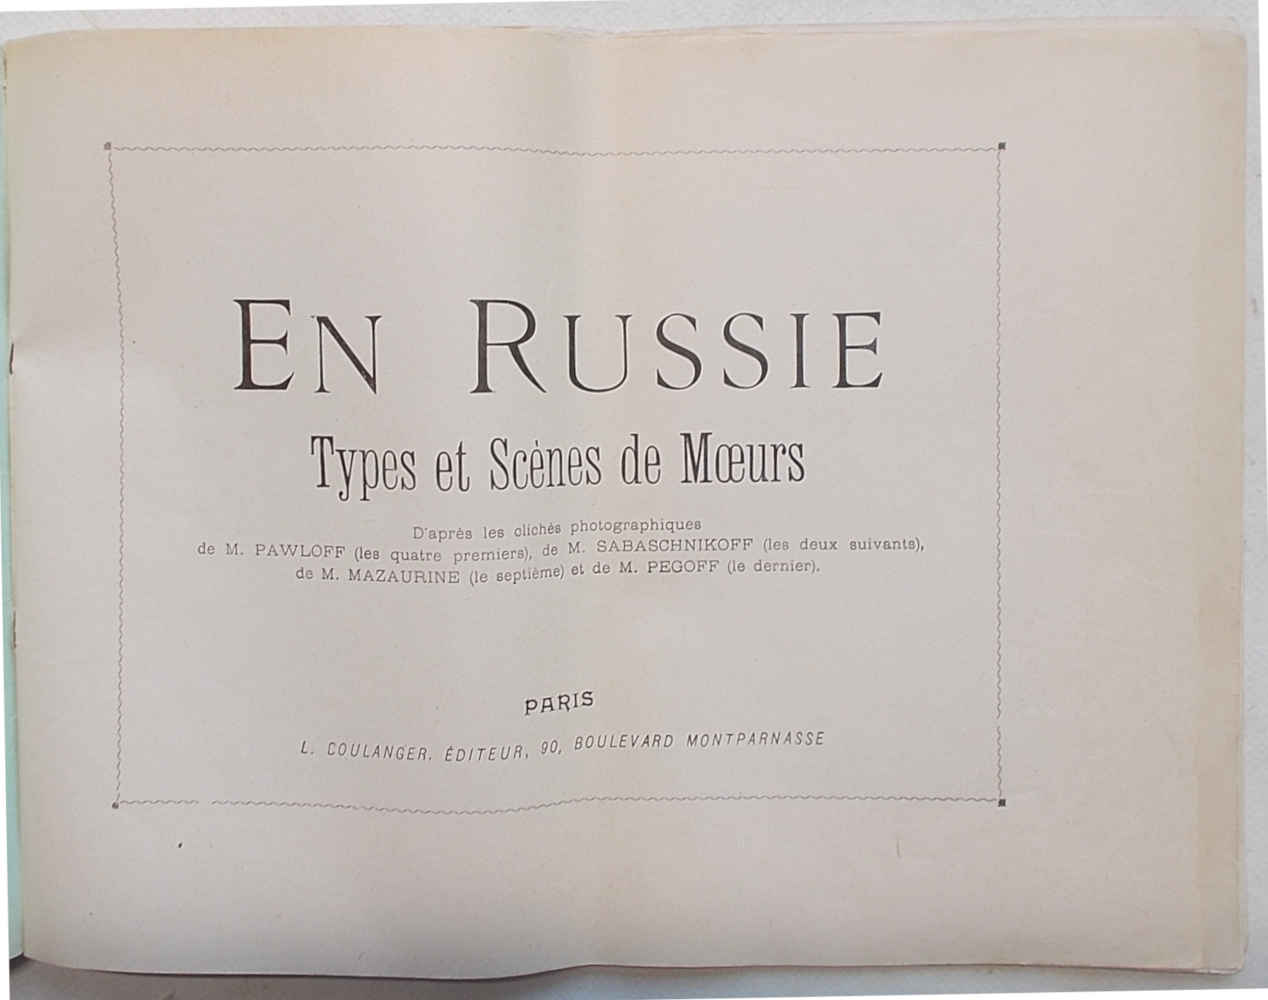 EN RUSSIE
Types et Scènes de Mœurs
D'après les clichés photographiques
de M. PAWLOFF (les quatre premiers), de M. SABASCHNIKOFF (les deux suivants),
de M. MAZAURINE (le septième) et de M. PEGOFF (le dernier).
PARIS
L. BOULANGER, ÉDITEUR, 90, BOULEVARD MONTPARNASSE